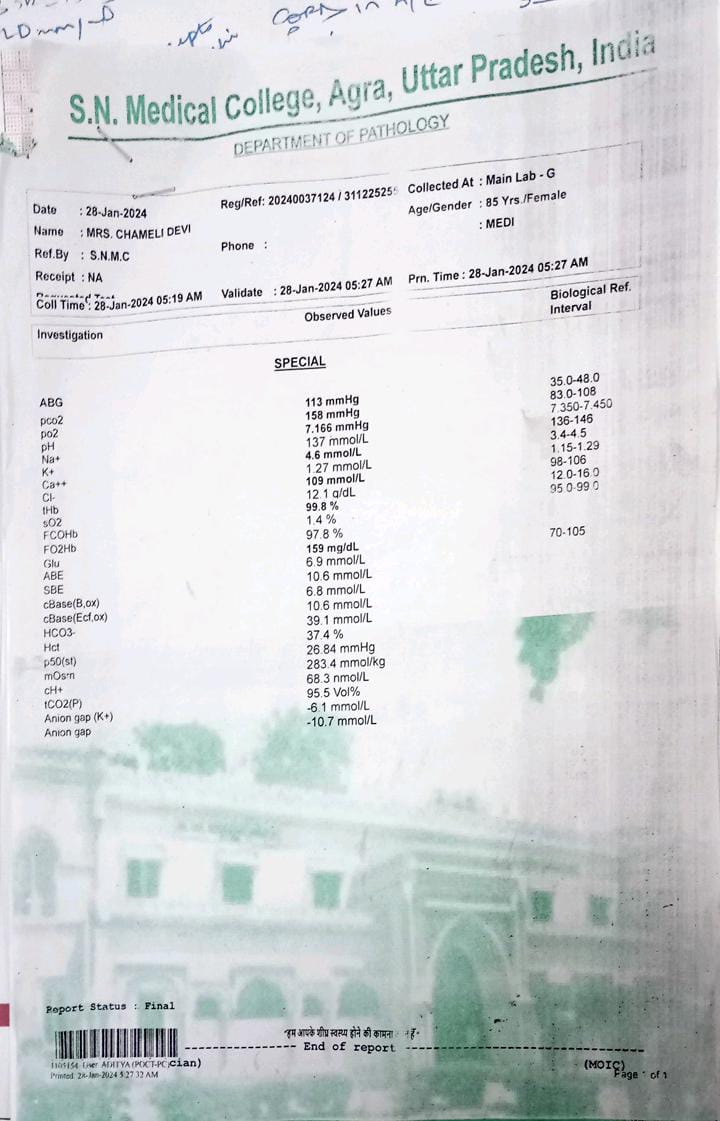 S.N. Medical College, Agra, Uttar Pradesh, India
DEPARTMENT OF PATHOLOGY
Date : 28-Jan-2024 Reg/Ref: 20240037124 / 31122525 Collected At : Main Lab - G
Name : MRS. CHAMELI DEVI Age/Gender : 85 Yrs./Female
Ref.By : S.N.M.C Phone : : MEDI
Receipt : NA
Coll Time : 28-Jan-2024 05:19 AM Validate : 28-Jan-2024 05:27 AM Prn. Time : 28-Jan-2024 05:27 AM
Investigation Observed Values Biological Ref. Interval
SPECIAL
ABG
pco2 113 mmHg 35.0-48.0
po2 158 mmHg 83.0-108
pH 7.166 mmHg 7.350-7.450
Na+ 137 mmol/L 136-146
K+ 4.6 mmol/L 3.4-4.5
Ca++ 1.27 mmol/L 1.15-1.29
Cl- 109 mmol/L 98-106
tHb 12.1 g/dL 12.0-16.0
sO2 99.8 % 95.0-99.0
FCOHb 1.4 %
FO2Hb 97.8 %
Glu 159 mg/dL 70-105
ABE 6.9 mmol/L
SBE 10.6 mmol/L
cBase(B,ox) 6.8 mmol/L
cBase(Ecf,ox) 10.6 mmol/L
HCO3- 39.1 mmol/L
Hct 37.4 %
p50(st) 26.84 mmHg
mOsm 283.4 mmol/kg
cH+ 68.3 nmol/L
tCO2(P) 95.5 Vol%
Anion gap (K+) -6.1 mmol/L
Anion gap -10.7 mmol/L
Report Status : Final
"हम आपके शीघ्र स्वस्थ होने की कामना
End of report
User ADITYA (POCT-PC)cian) (MOIC)
Printed: 28-Jan-2024 5:27:32 AM Page 1 of 1